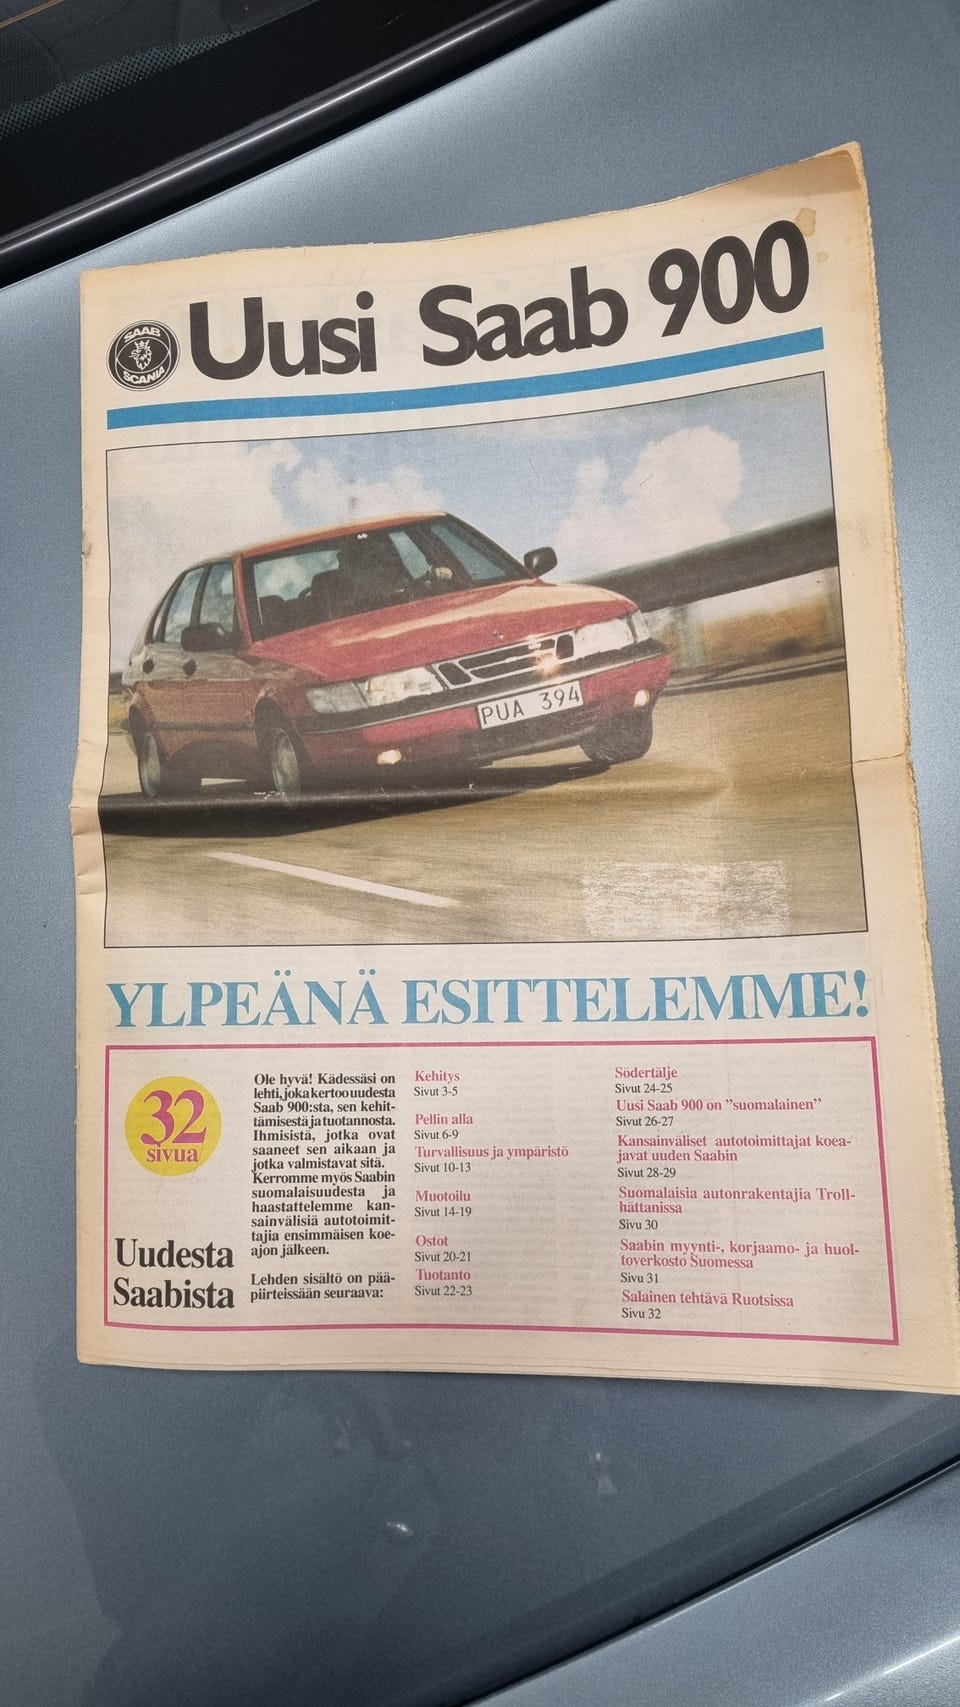 Uusi Saab 900
SAAB
SCANIA
PUA 394
YLPEÄNÄ ESITTELEMME!
32
sivua
Uudesta
Saabista
Ole hyvä! Kädessäsi on
lehti, joka kertoo uudesta
Saab 900:sta, sen kehit-
tämisestä ja tuotannosta.
Ihmisistä, jotka ovat
saaneet sen aikaan ja
jotka valmistavat sitä.
Kerromme myös Saabin
suomalaisuudesta ja
haastattelemme kan-
sainvälisiä autotoimit-
tajia ensimmäisen koe-
ajon jälkeen.
Lehden sisältö on pää-
piirteissään seuraava:
Kehitys
Sivut 3-5
Pellin alla
Sivut 6-9
Turvallisuus ja ympäristö
Sivut 10-13
Muotoilu
Sivut 14-19
Ostot
Sivut 20-21
Tuotanto
Sivut 22-23
Södertälje
Sivut 24-25
Uusi Saab 900 on ”suomalainen”
Sivut 26-27
Kansainväliset autotoimittajat koea-
javat uuden Saabin
Sivut 28-29
Suomalaisia autonrakentajia Troll-
hättanissa
Sivu 30
Saabin myynti-, korjaamo- ja huol-
toverkosto Suomessa
Sivu 31
Salainen tehtävä Ruotsissa
Sivu 32